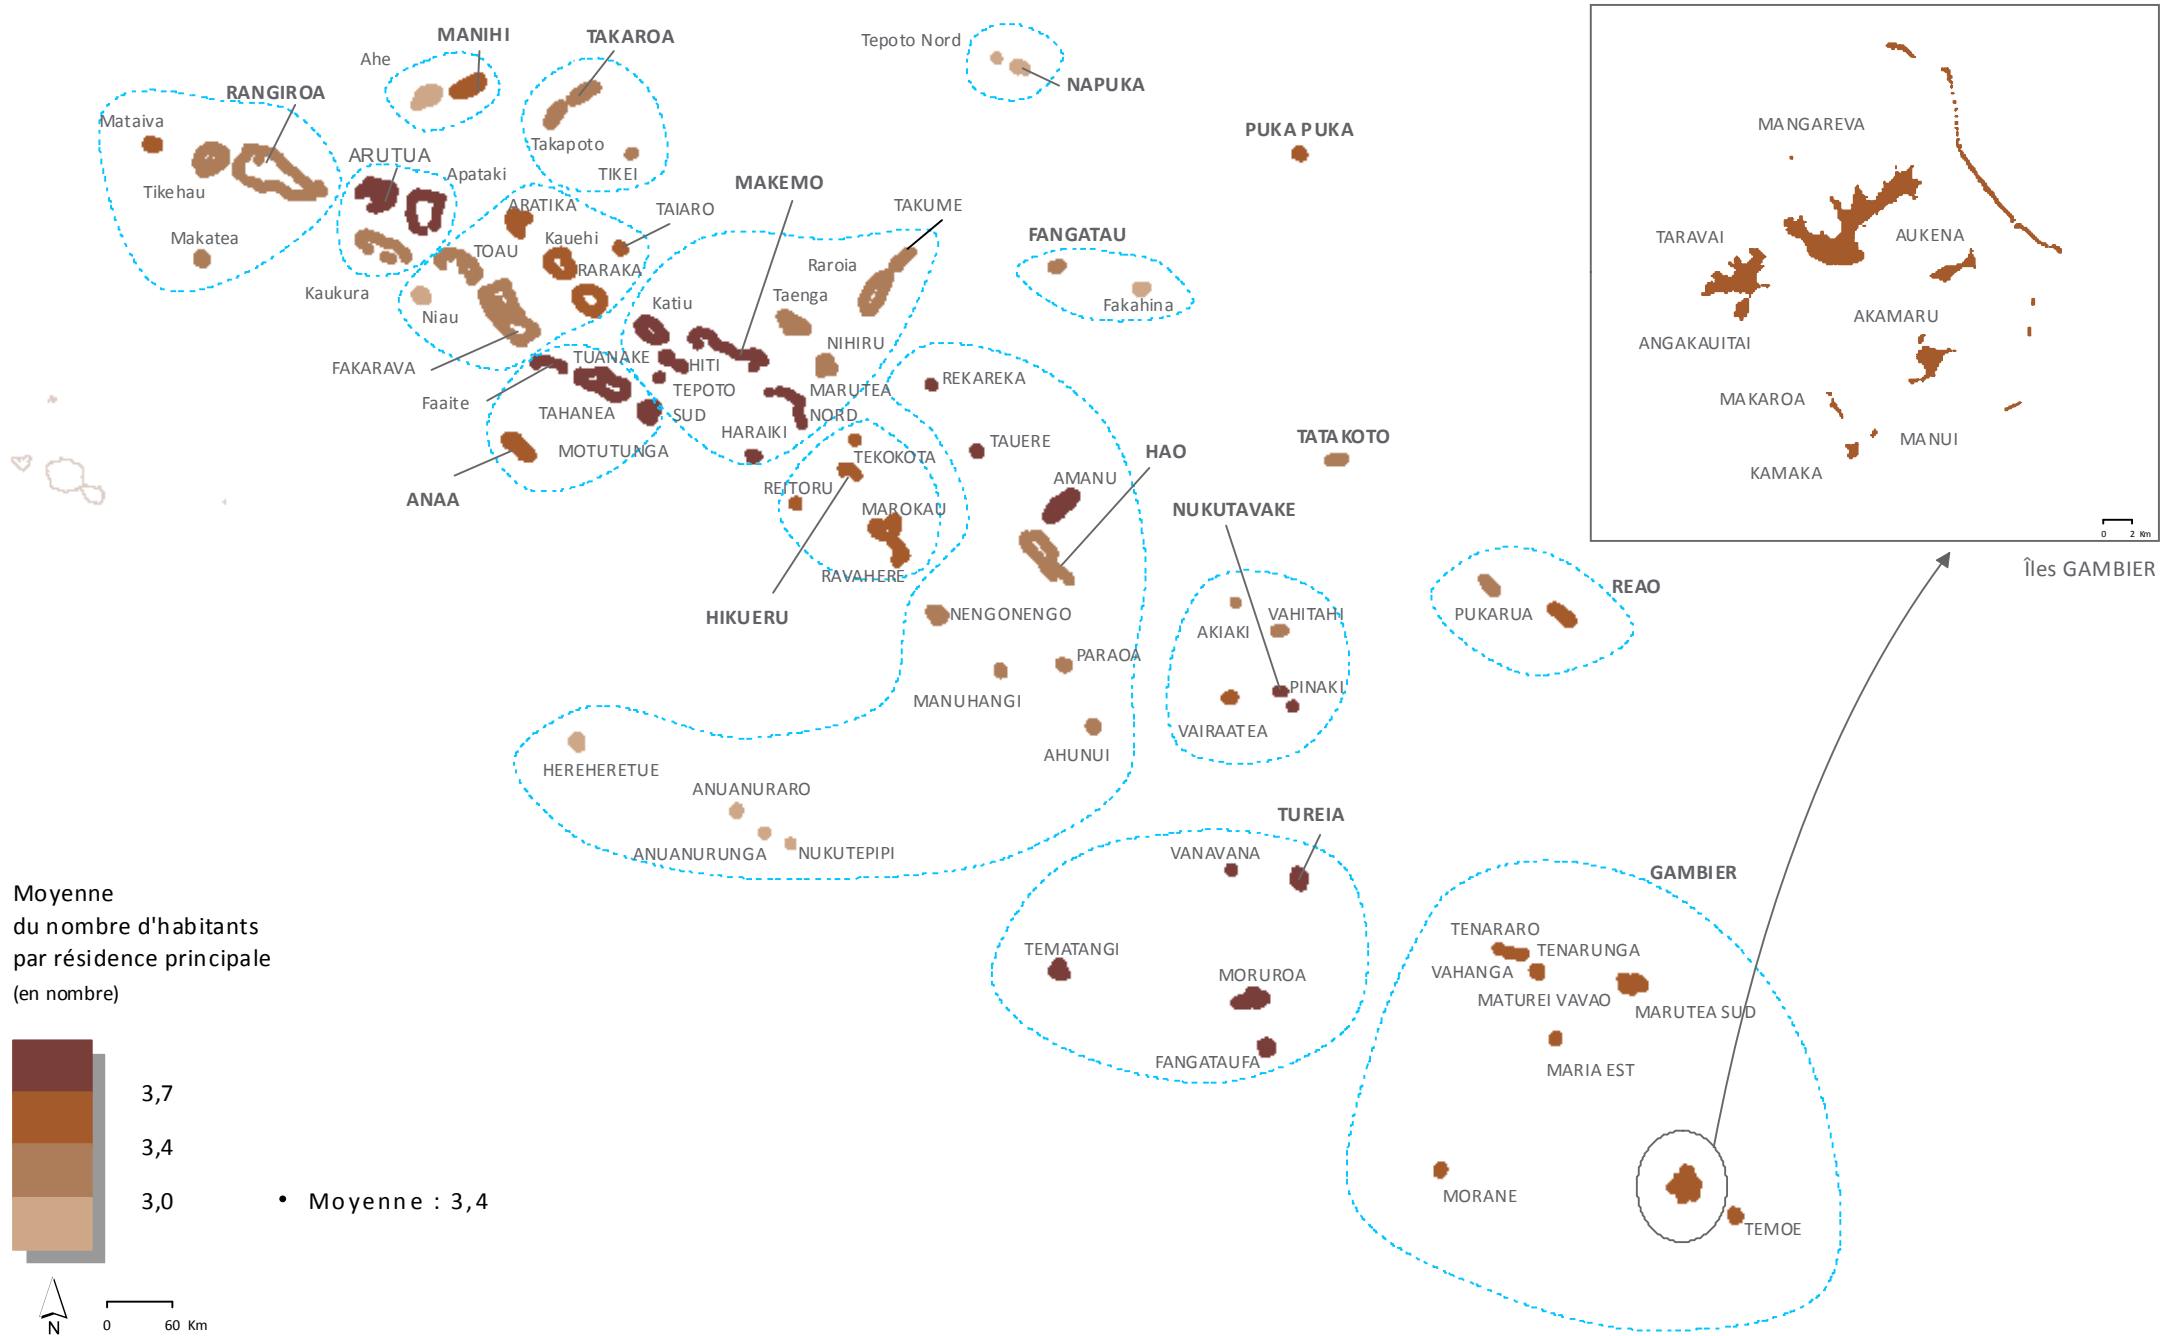 Ahe
MANIHI
TAKAROA
Tepoto Nord
NAPUKA
RANGIROA
Mataiva
Tikehau
Makatea
ARUTUA
Apataki
Kaukura
Takapoto
TIKEI
PUKA PUKA
MAKEMO
TAKUME
ARATIKA
TAIARO
TOAU
Kauehi
RARAKA
Niau
FAKARAVA
FANGATAU
Fakahina
Raroia
Taenga
Katiu
NIHIRU
TUANAKE
HITI
TEPOTO
SUD
MARUTEA
NORD
Faaite
TAHANEA
HARAIKI
MOTUTUNGA
ANAA
REKAREKA
TAUERE
TEKOKOTA
REITORU
MAROKAU
RAVAHERE
HIKUERU
HAO
AMANU
TATAKOTO
NUKUTAVAKE
NENGONENGO
VAHITAHI
AKIAKI
PARAOA
MANUHANGI
PINAKI
VAIRAATEA
AHUNUI
PUKARUA
REAO
HEREHERETUE
ANUANURARO
ANUANURUNGA
NUKUTEPIPI
TUREIA
VANAVANA
TEMATANGI
MORUROA
FANGATAUFA
GAMBIER
TENARARO
TENARUNGA
VAHANGA
MATUREI VAVAO
MARUTEA SUD
MARIA EST
MORANE
TEMOE
MANGAREVA
TARAVAI
AUKENA
AKAMARU
ANGAKAUITAI
MAKAROA
MANUI
KAMAKA
0 2 Km
Îles GAMBIER
Moyenne
du nombre d'habitants
par résidence principale
(en nombre)
3,7
3,4
3,0
• Moyenne : 3,4
N
0 60 Km